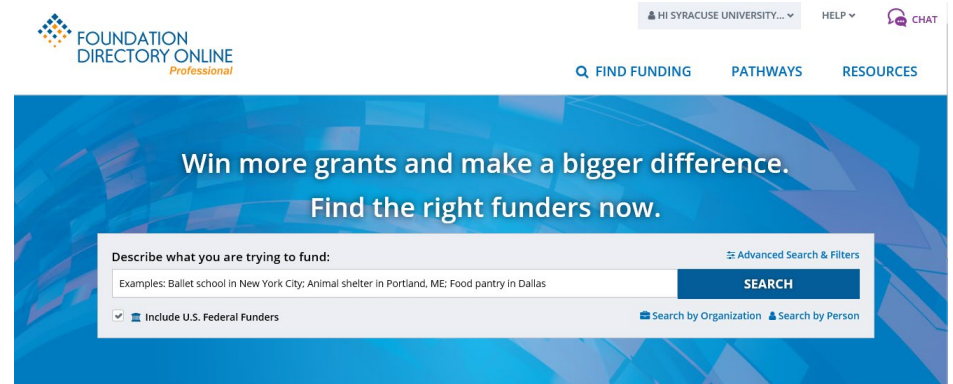 HI SYRACUSE UNIVERSITY...
HELP
CHAT
FOUNDATION
DIRECTORY ONLINE
Professional
FIND FUNDING
PATHWAYS
RESOURCES
Win more grants and make a bigger difference.
Find the right funders now.
Describe what you are trying to fund:
Advanced Search & Filters
Examples: Ballet school in New York City; Animal shelter in Portland, ME; Food pantry in Dallas
SEARCH
Include U.S. Federal Funders
Search by Organization
Search by Person